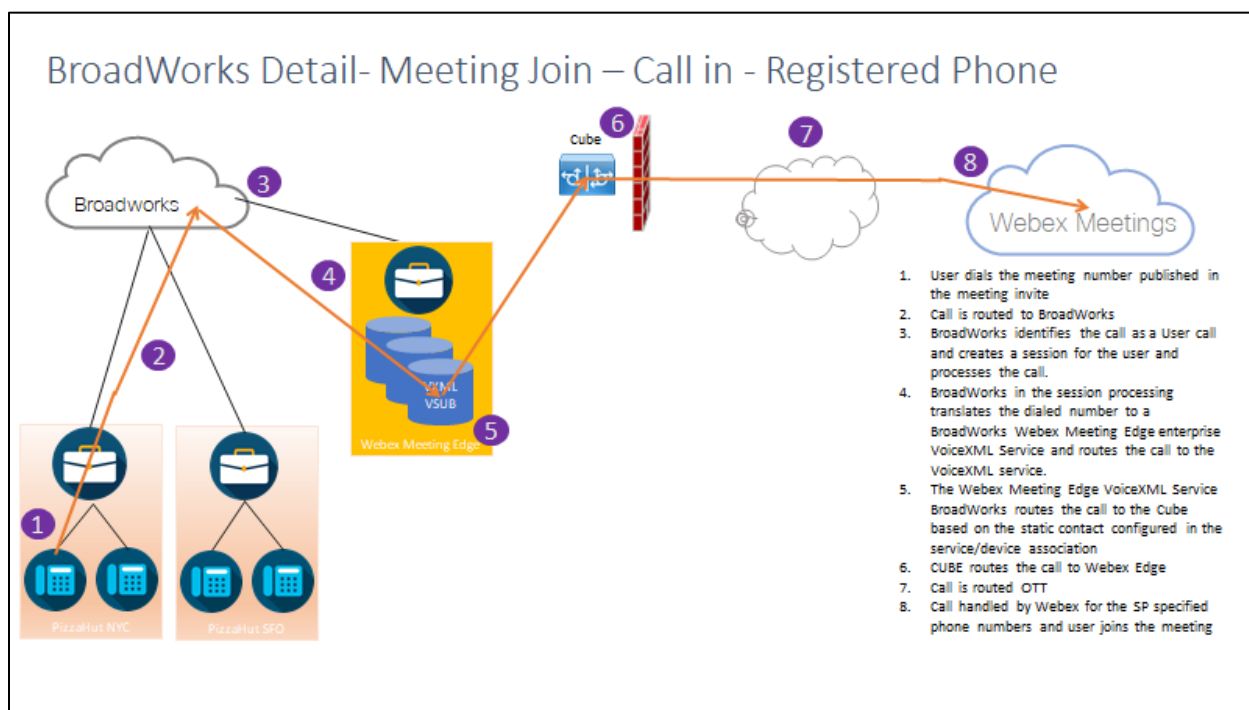 BroadWorks Detail- Meeting Join – Call in - Registered Phone
6
Cube
7
8
3
Broadworks
Webex Meetings
4
2
VXML
VSUB
5
Webex Meeting Edge
1
PizzaHut NYC
PizzaHut SFO
1. User dials the meeting number published in
the meeting invite
2. Call is routed to BroadWorks
3. BroadWorks identifies the call as a User call
and creates a session for the user and
processes the call.
4. BroadWorks in the session processing
translates the dialed number to a
BroadWorks Webex Meeting Edge enterprise
VoiceXML Service and routes the call to the
VoiceXML service.
5. The Webex Meeting Edge VoiceXML Service
BroadWorks routes the call to the Cube
based on the static contact configured in the
service/device association
6. CUBE routes the call to Webex Edge
7. Call is routed OTT
8. Call handled by Webex for the SP specified
phone numbers and user joins the meeting